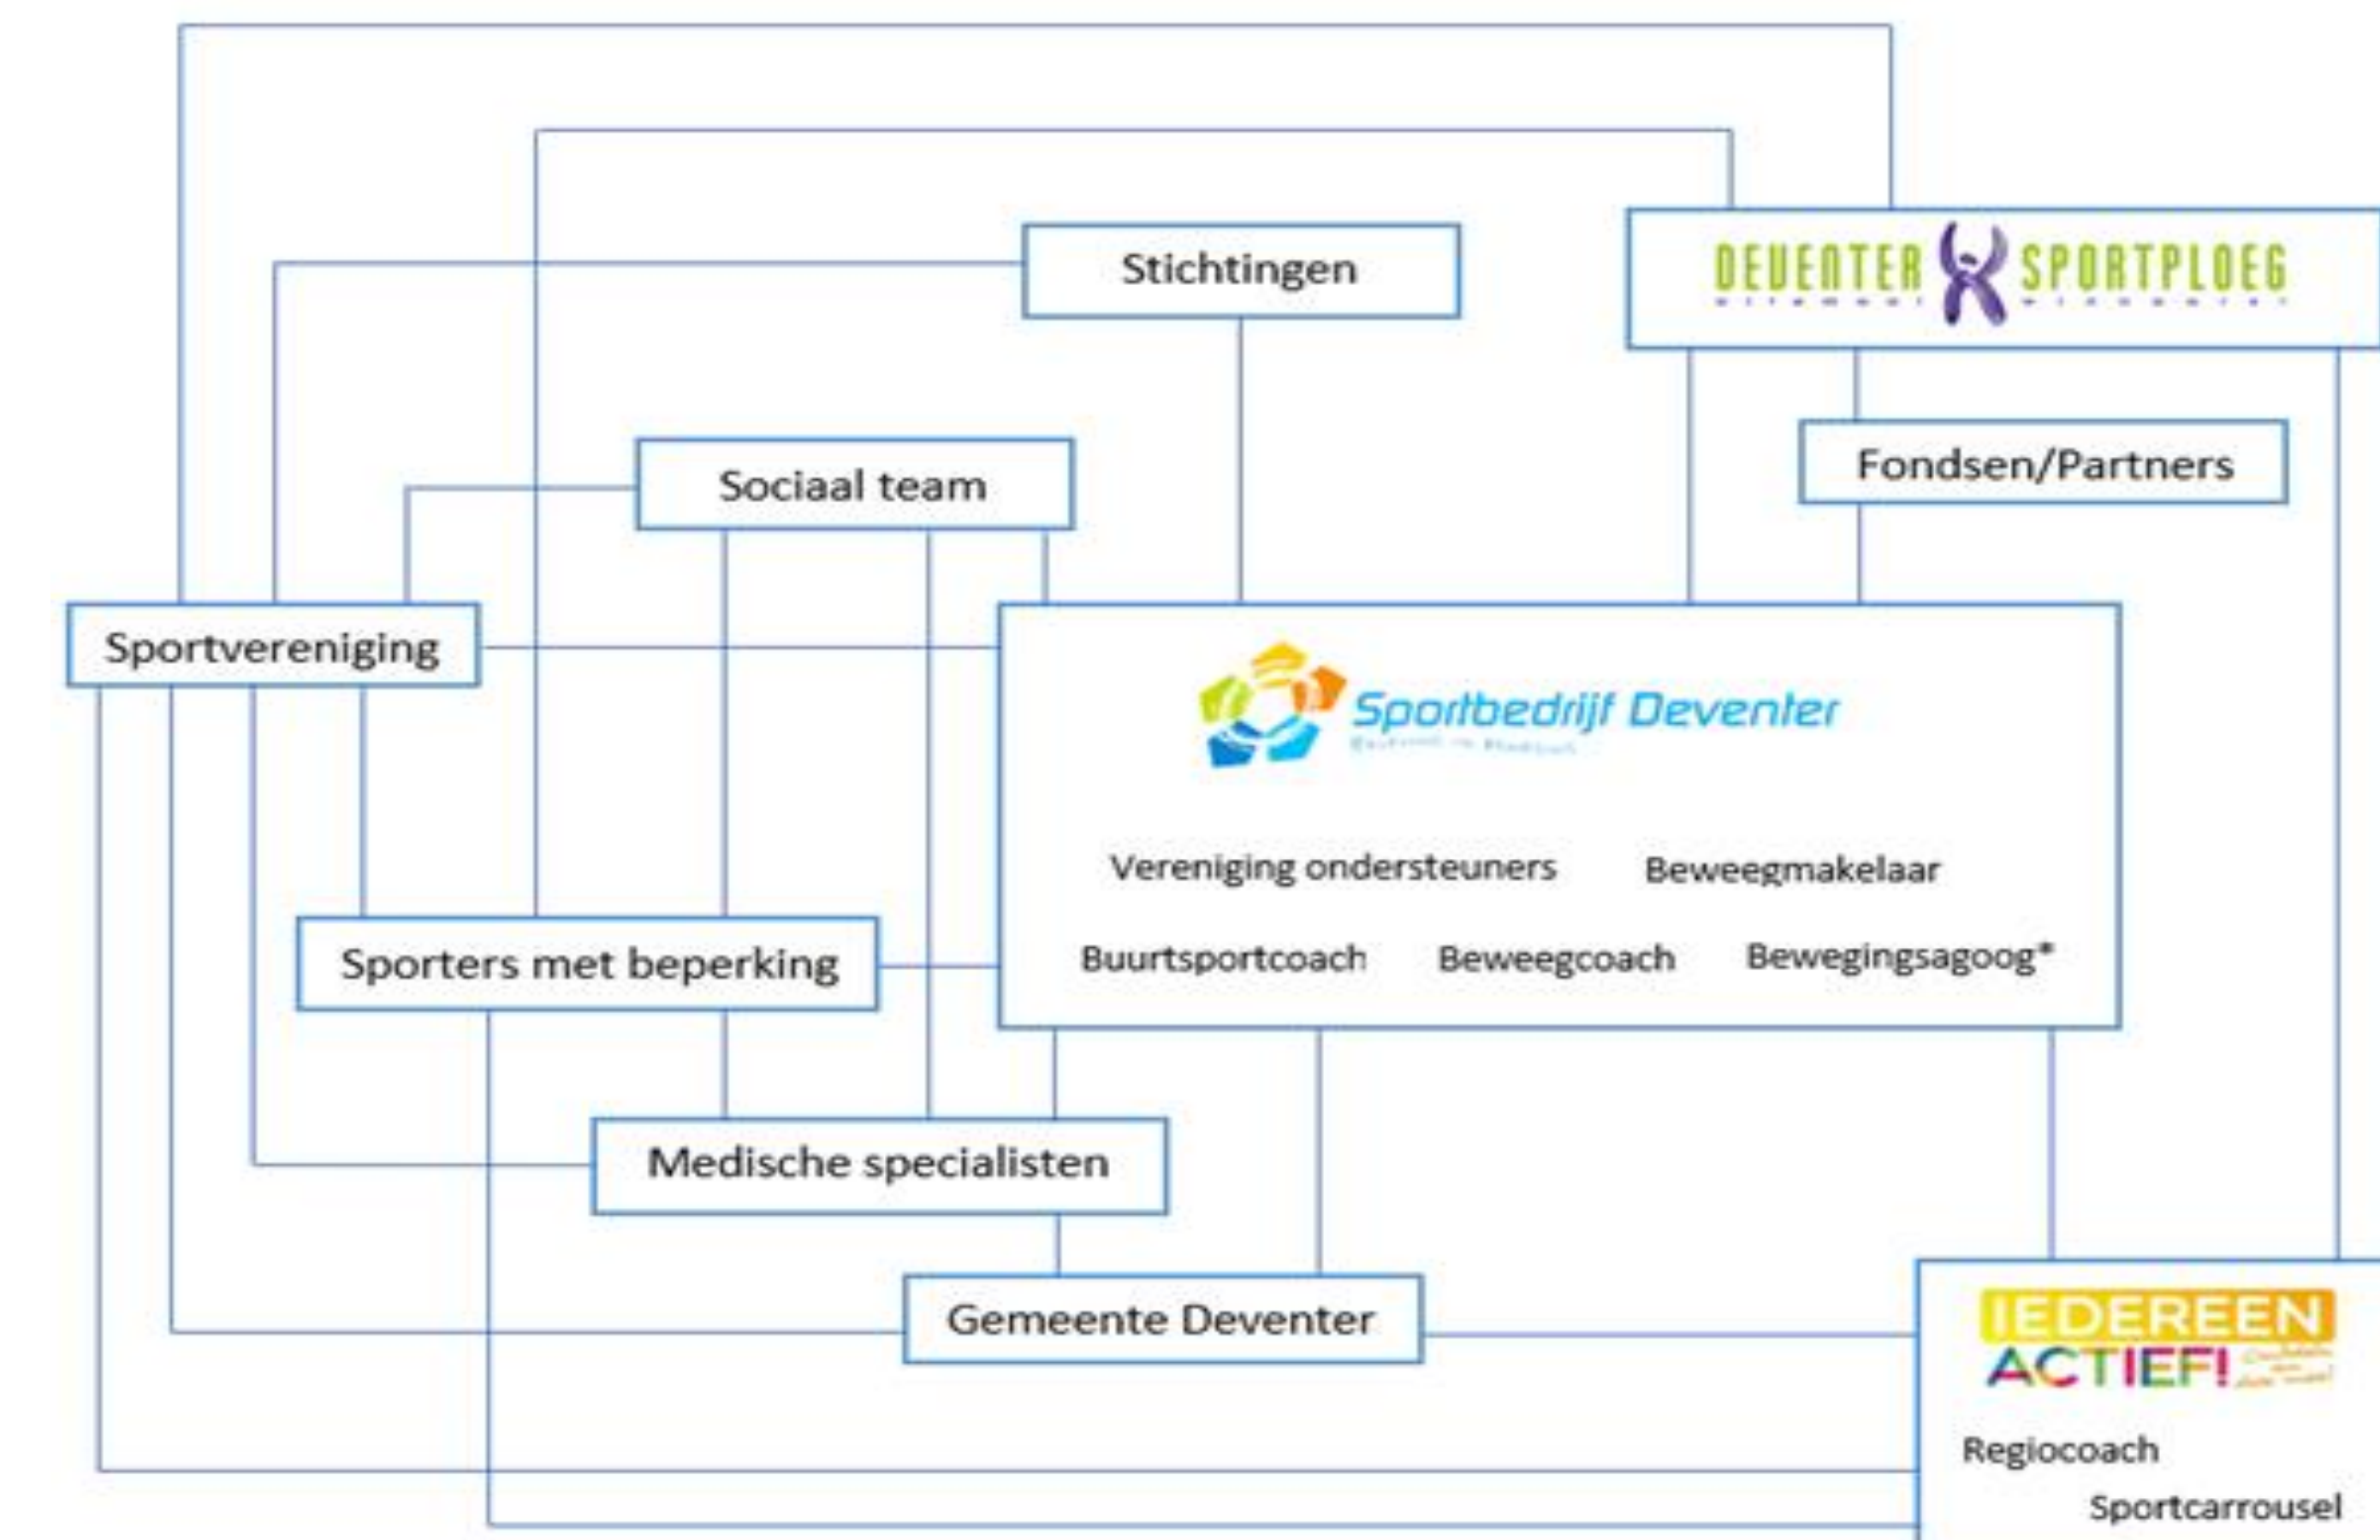 Stichtingen
DEVENTER SPORTPLOEG
Sociaal team
Fondsen/Partners
Sportvereniging
Sportbedrijf Deventer
Vereniging ondersteuners
Beweegmakelaar
Buurtsportcoach
Beweegcoach
Bewegingsagoog*
Sporters met beperking
Medische specialisten
Gemeente Deventer
IEDEREEN
ACTIEF!
Regiocoach
Sportcarrousel